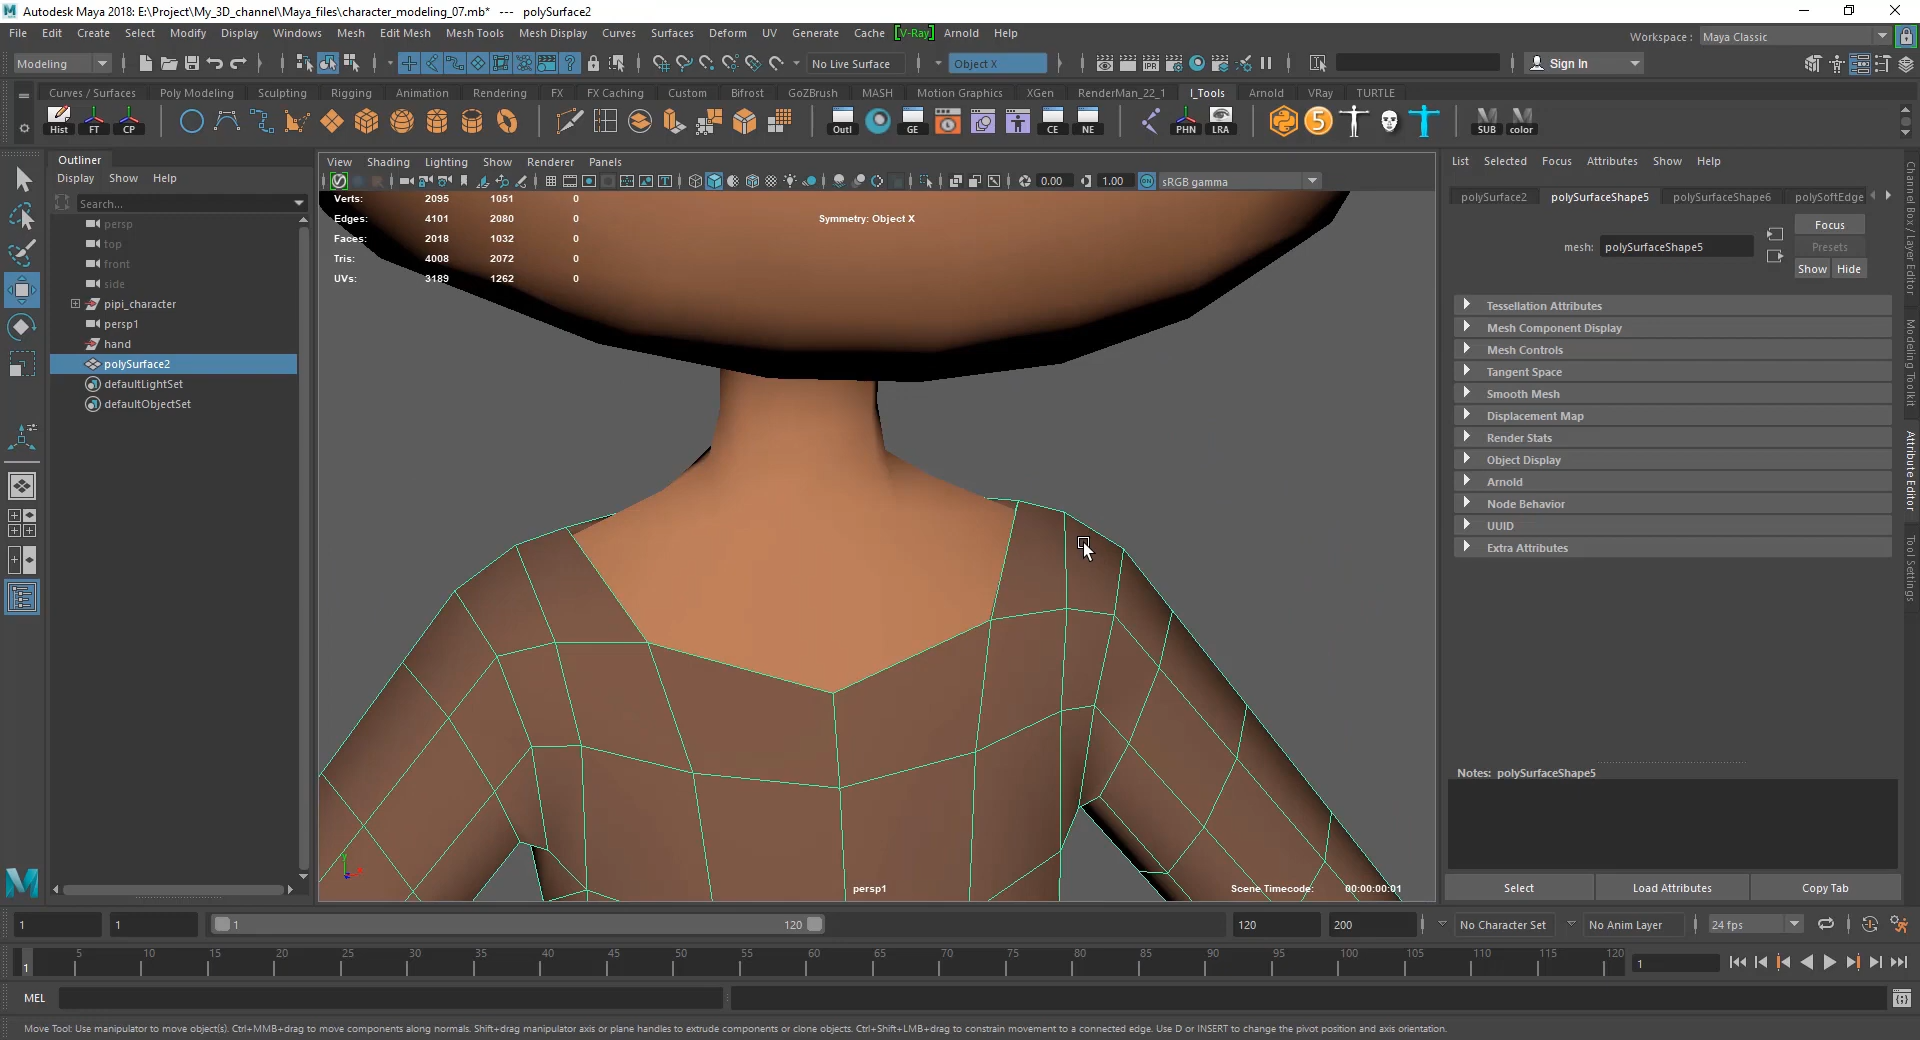 Autodesk Maya 2018: E:\Project\My_3D_channel\Maya_files\character_modeling_07.mb*   ---   polySurface2
File Edit Create Select Modify Display Windows Mesh Edit Mesh Mesh Tools Mesh Display Curves Surfaces Deform UV Generate Cache [V-Ray] Arnold Help
Workspace : Maya Classic
Modeling No Live Surface Object X Sign In
Curves / Surfaces Poly Modeling Sculpting Rigging Animation Rendering FX FX Caching Custom Bifrost GoZBrush MASH Motion Graphics XGen RenderMan_22_1 I_Tools Arnold VRay TURTLE
Hist FT CP Outl GE CE NE PHN LRA 5 SUB color
Outliner
Display Show Help
Search...
persp
top
front
side
pipi_character
persp1
hand
polySurface2
defaultLightSet
defaultObjectSet
View Shading Lighting Show Renderer Panels
0.00 1.00 sRGB gamma
Verts: 2095 1051 0
Edges: 4101 2080 0
Faces: 2018 1032 0
Tris: 4008 2072 0
UVs: 3189 1262 0
Symmetry: Object X
persp1
Scene Timecode: 00:00:00:01
List Selected Focus Attributes Show Help
polySurface2 polySurfaceShape5 polySurfaceShape6 polySoftEdge
mesh: polySurfaceShape5
Focus
Presets
Show Hide
Tessellation Attributes
Mesh Component Display
Mesh Controls
Tangent Space
Smooth Mesh
Displacement Map
Render Stats
Object Display
Arnold
Node Behavior
UUID
Extra Attributes
Notes: polySurfaceShape5
Select Load Attributes Copy Tab
Channel Box / Layer Editor
Modeling Toolkit
Attribute Editor
Tool Settings
1 1 1 120 120 200 No Character Set No Anim Layer 24 fps
1 5 10 15 20 25 30 35 40 45 50 55 60 65 70 75 80 85 90 95 100 105 110 115 120 1
MEL
Move Tool: Use manipulator to move object(s). Ctrl+MMB+drag to move components along normals. Shift+drag manipulator axis or plane handles to extrude components or clone objects. Ctrl+Shift+LMB+drag to constrain movement to a connected edge. Use D or INSERT to change the pivot position and axis orientation.